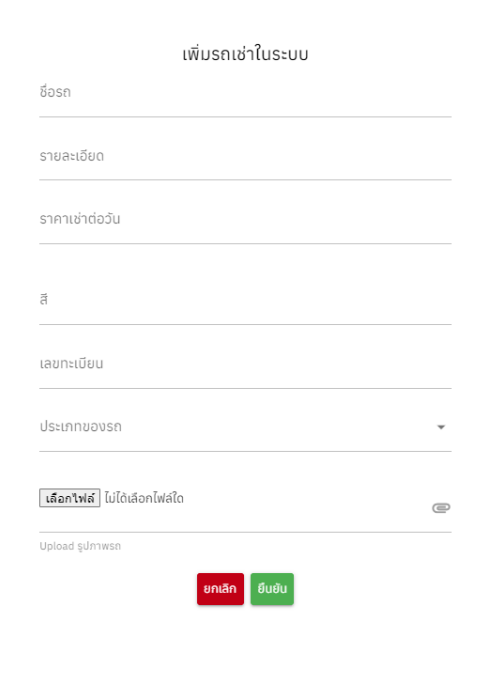 เพิ่มรถเช่าในระบบ
ชื่อรถ
รายละเอียด
ราคาเช่าต่อวัน
สี
เลขทะเบียน
ประเภทของรถ
เลือกไฟล์ ไม่ได้เลือกไฟล์ใด
Upload รูปภาพรถ
ยกเลิก ยืนยัน